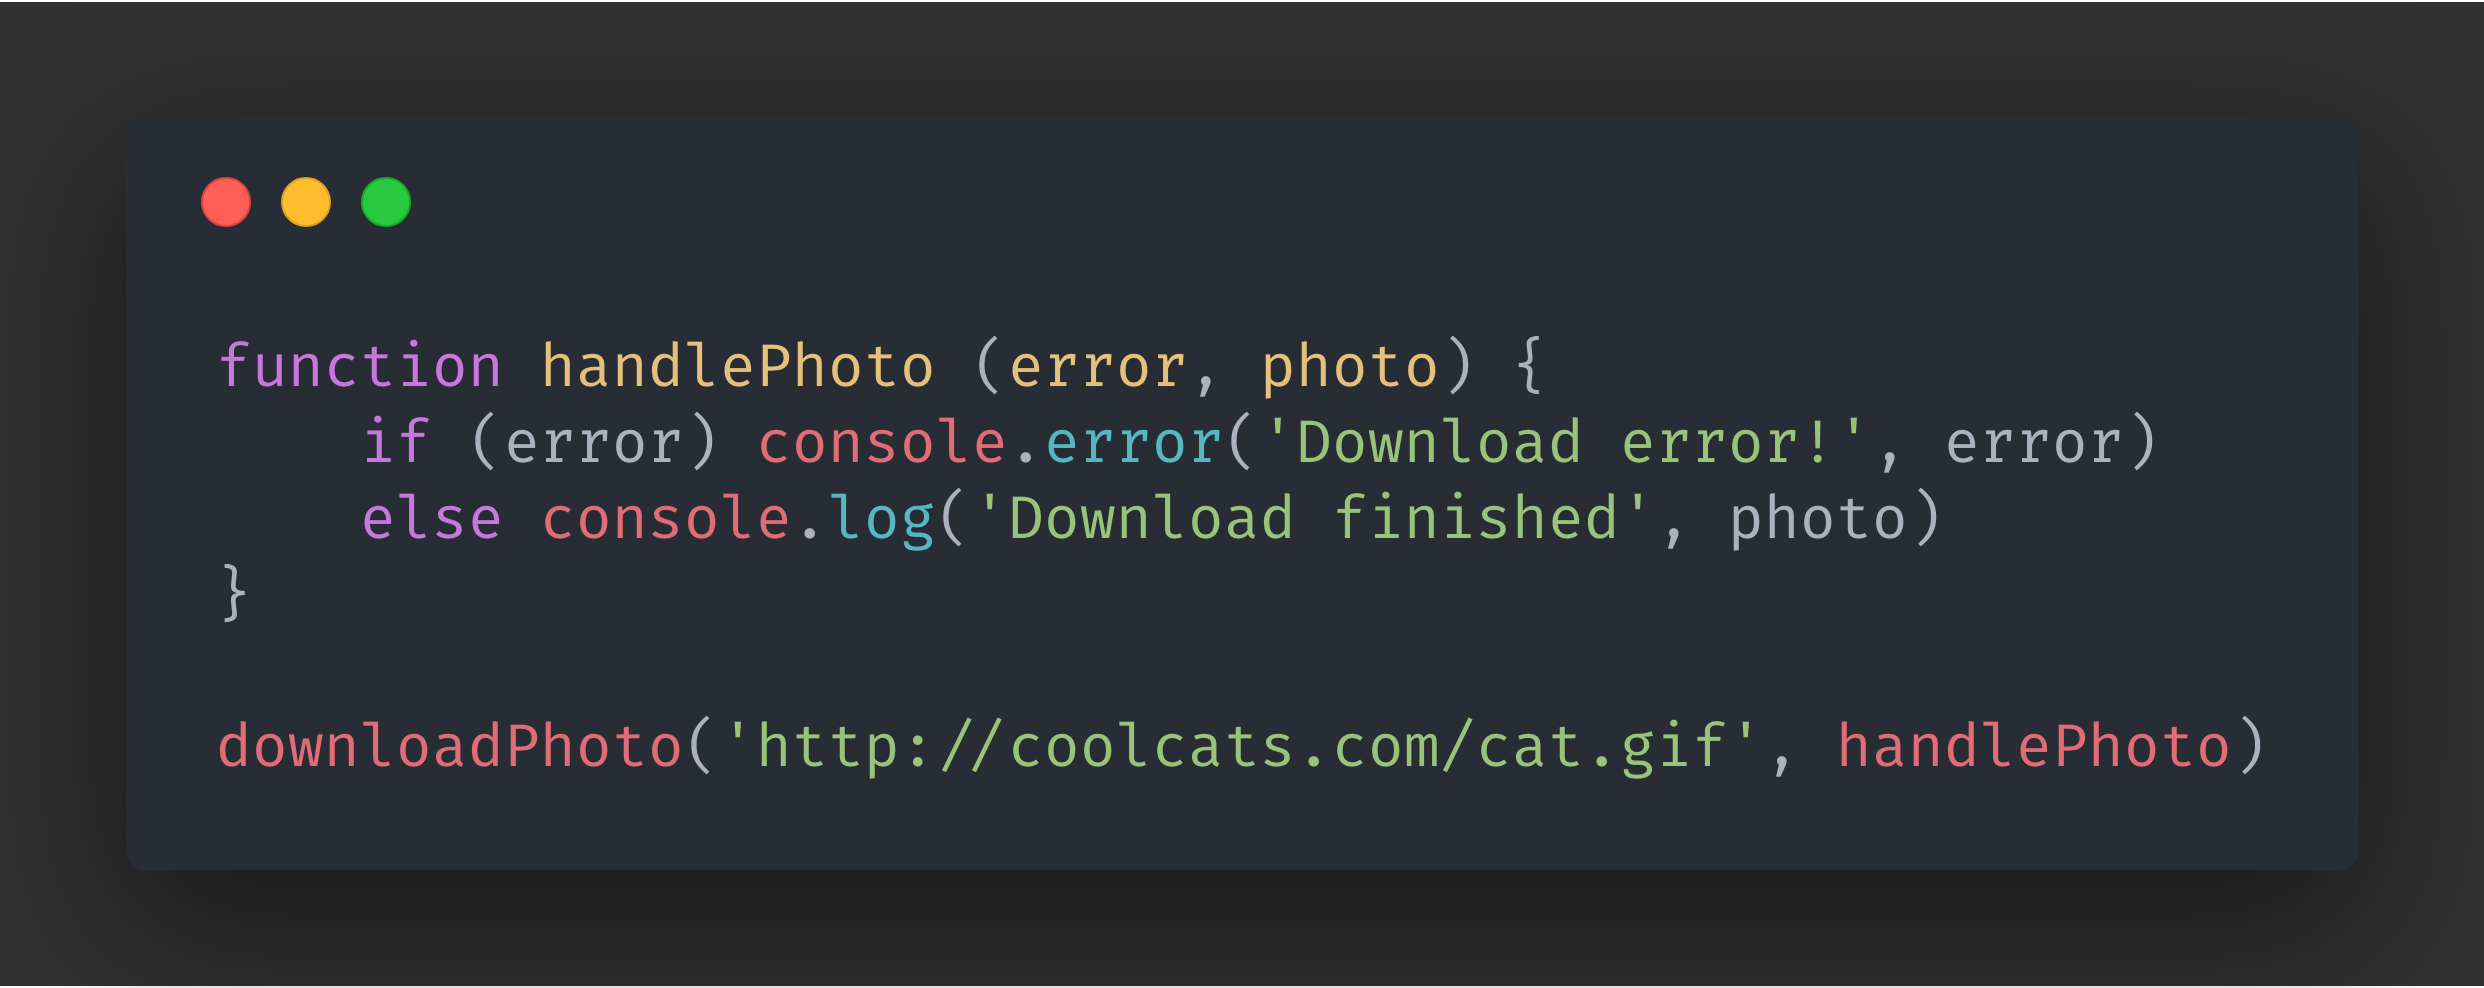 function handlePhoto (error, photo) {
    if (error) console.error('Download error!', error)
    else console.log('Download finished', photo)
}
downloadPhoto('http://coolcats.com/cat.gif', handlePhoto)